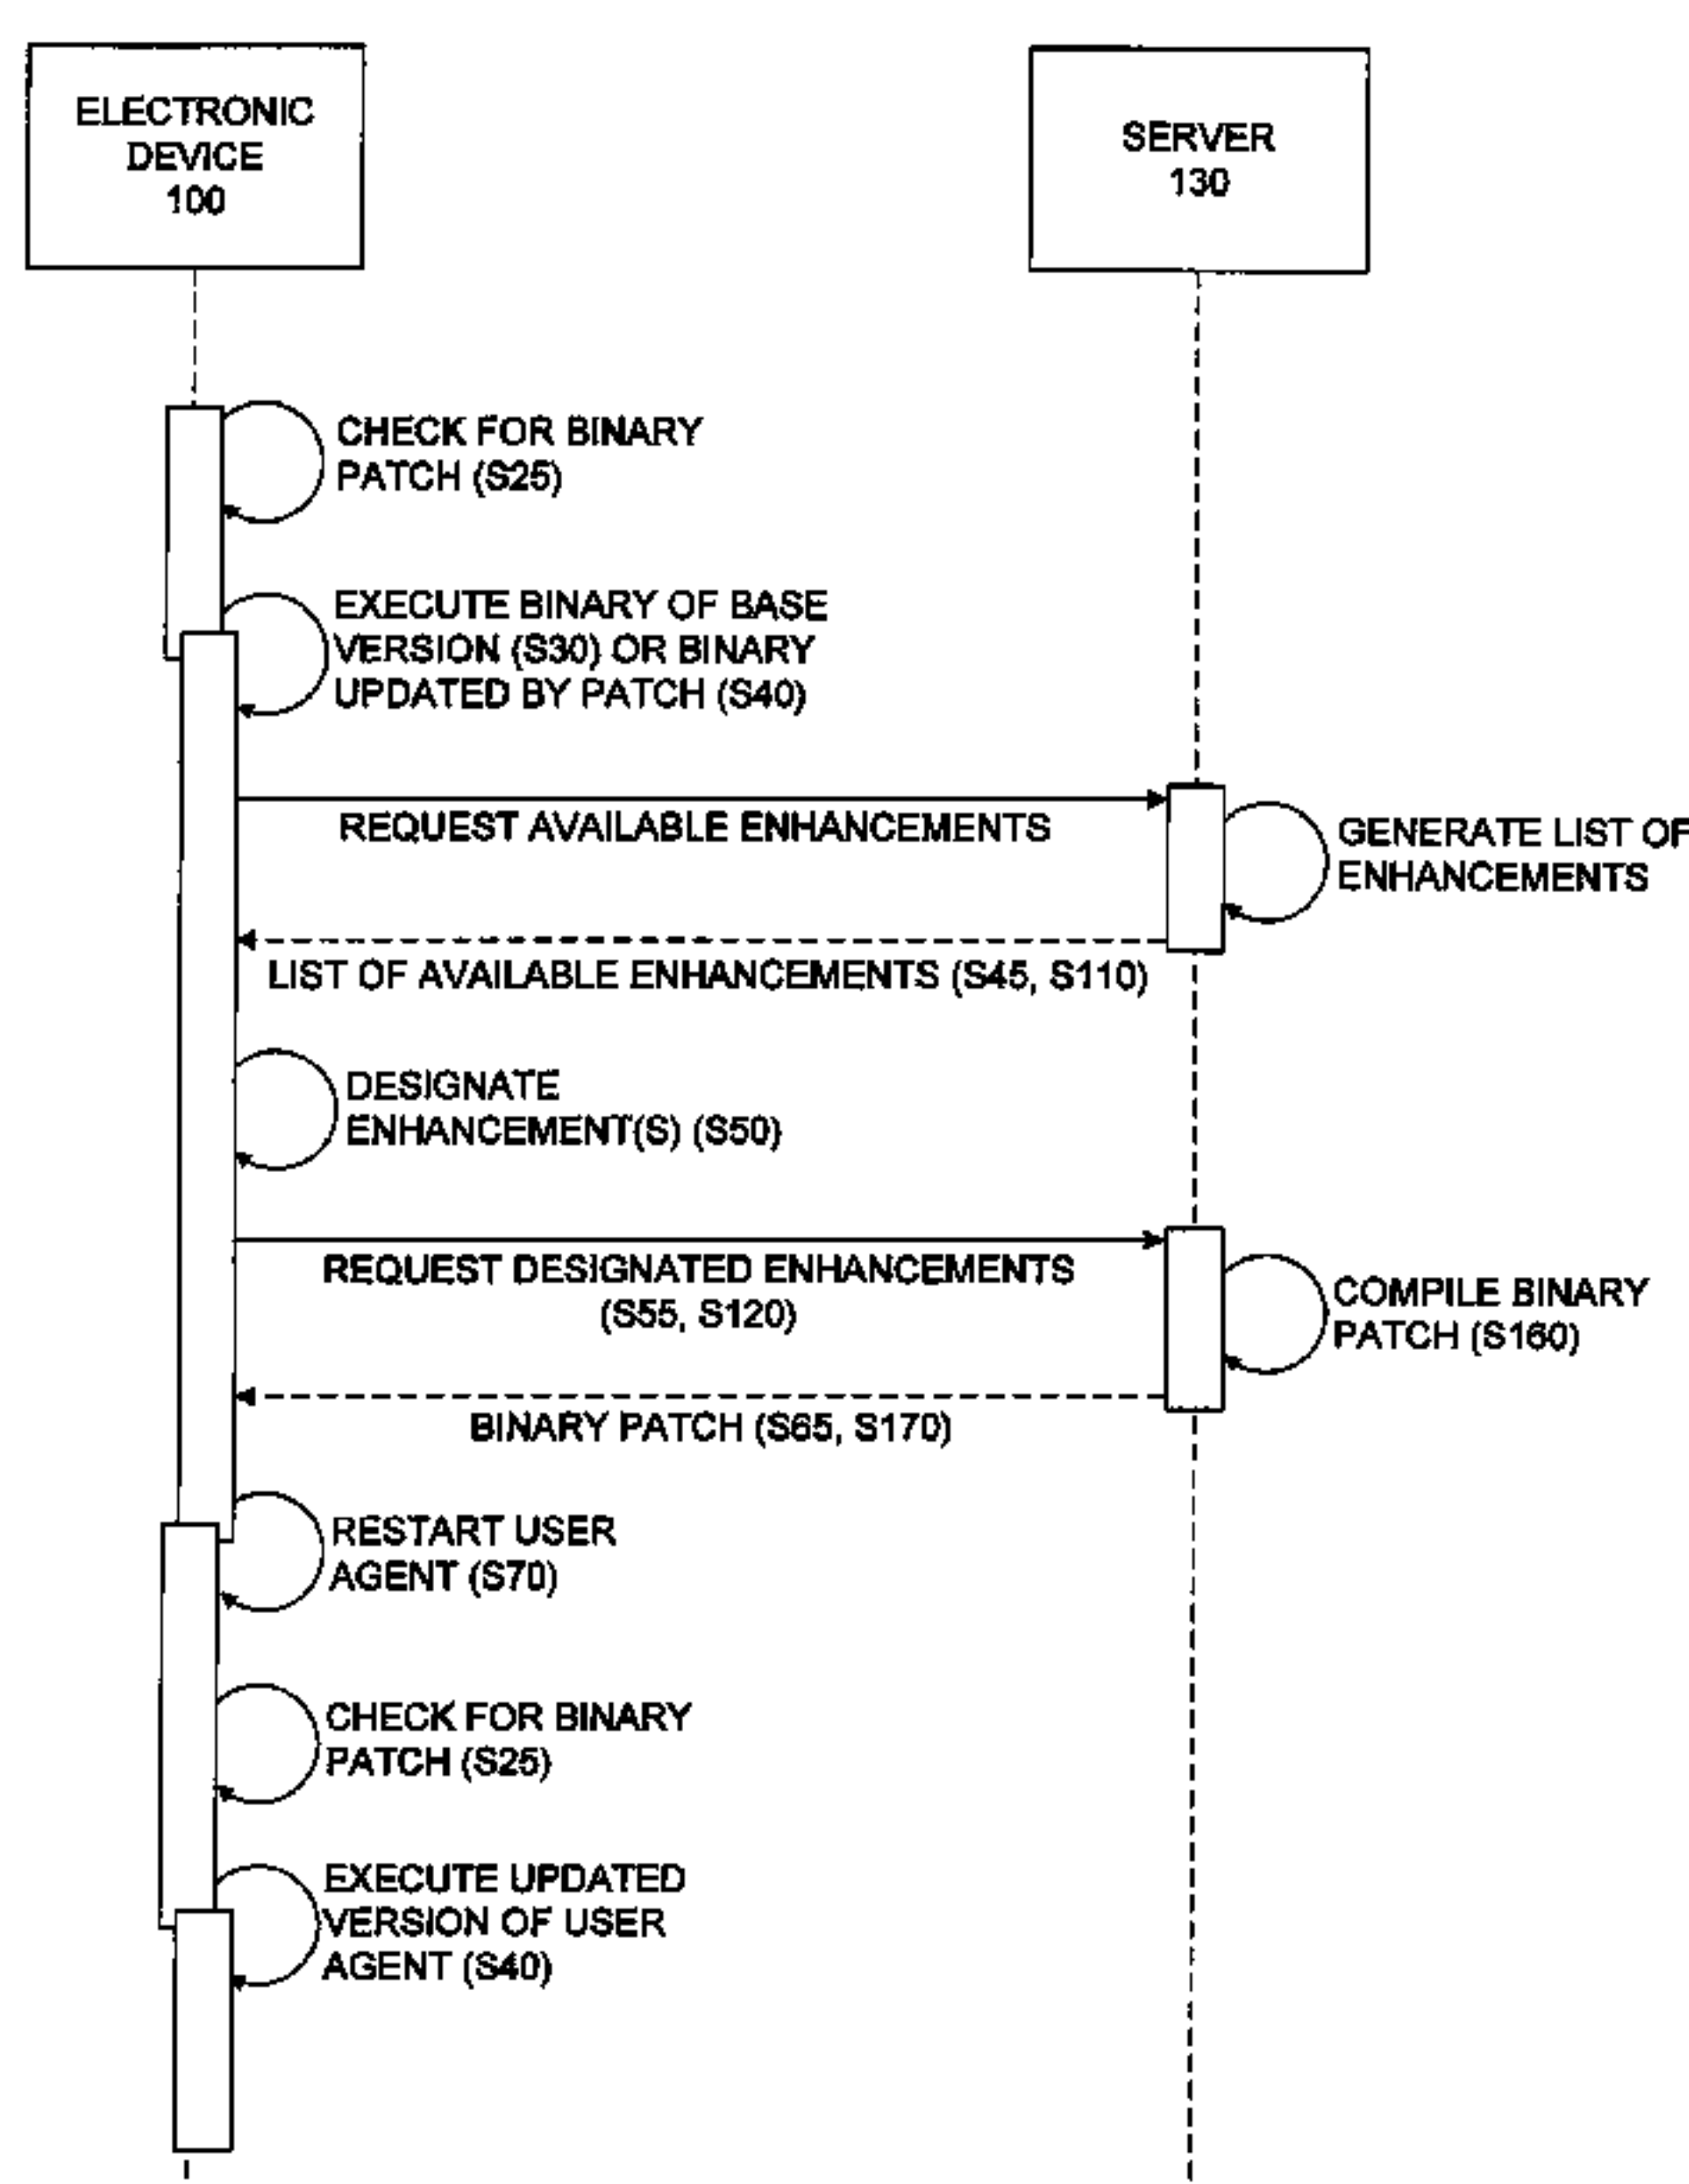 ELECTRONIC
DEVICE
100
SERVER
130
CHECK FOR BINARY
PATCH (S25)
EXECUTE BINARY OF BASE
VERSION (S30) OR BINARY
UPDATED BY PATCH (S40)
REQUEST AVAILABLE ENHANCEMENTS
GENERATE LIST OF
ENHANCEMENTS
LIST OF AVAILABLE ENHANCEMENTS (S45, S110)
DESIGNATE
ENHANCEMENT(S) (S50)
REQUEST DESIGNATED ENHANCEMENTS
(S55, S120)
COMPILE BINARY
PATCH (S160)
BINARY PATCH (S65, S170)
RESTART USER
AGENT (S70)
CHECK FOR BINARY
PATCH (S25)
EXECUTE UPDATED
VERSION OF USER
AGENT (S40)